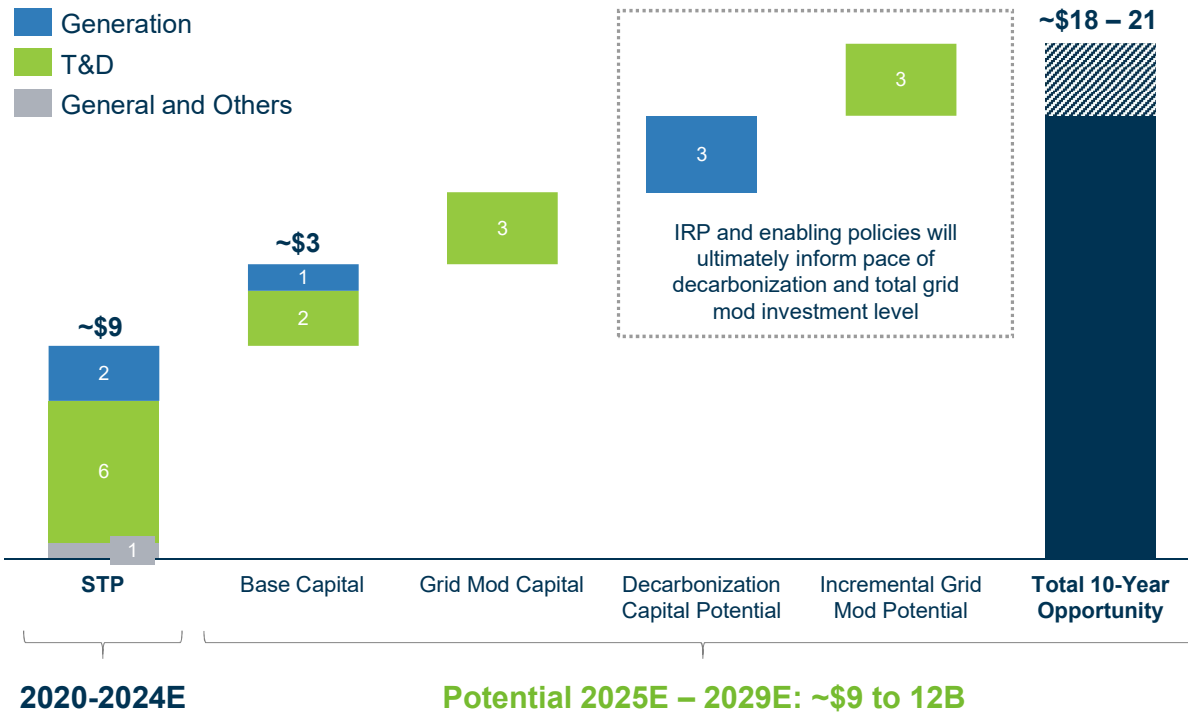 Generation
T&D
General and Others
~$9
2
6
1
~$3
1
2
3
3
3
IRP and enabling policies will
ultimately inform pace of
decarbonization and total grid
mod investment level
~$18 – 21
STP
Base Capital
Grid Mod Capital
Decarbonization
Capital Potential
Incremental Grid
Mod Potential
Total 10-Year
Opportunity
2020-2024E
Potential 2025E – 2029E: ~$9 to 12B